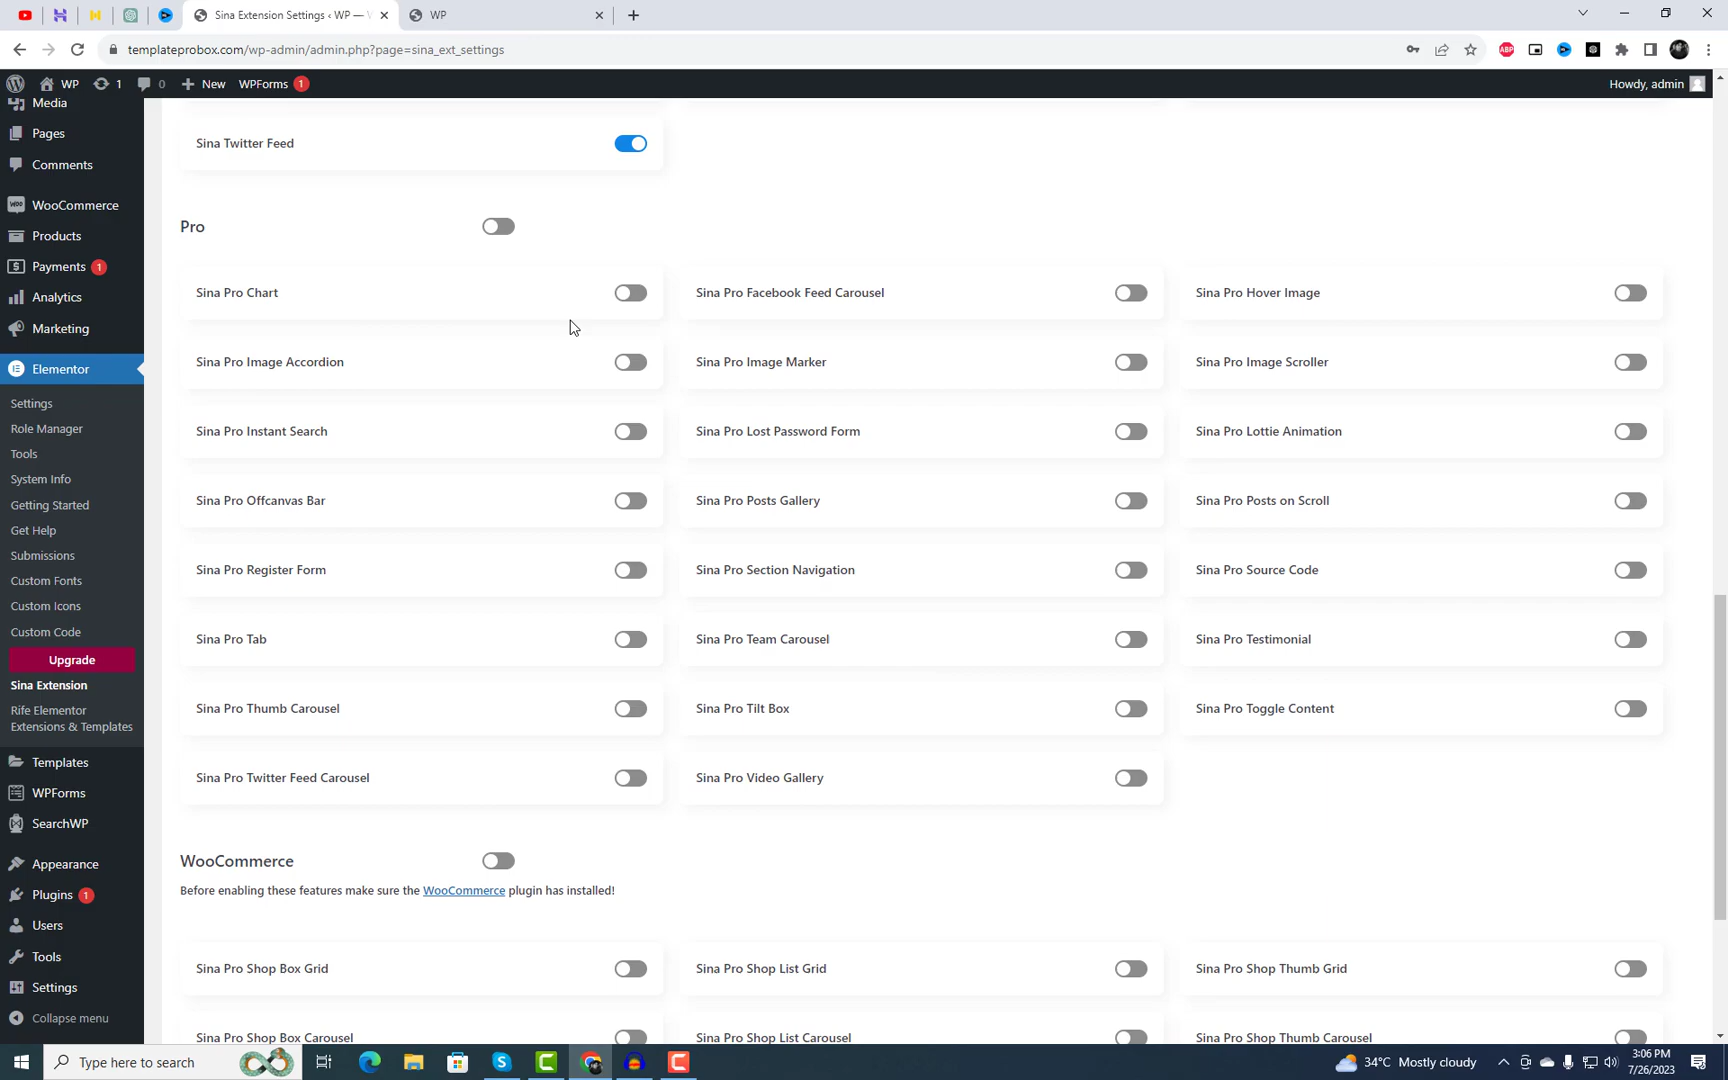 Sina Extension Settings ‹ WP — W
WP
templateprobox.com/wp-admin/admin.php?page=sina_ext_settings
WP
1
0
New
WPForms 1
Howdy, admin
Media
Pages
Comments
WooCommerce
Products
Payments 1
Analytics
Marketing
Elementor
Settings
Role Manager
Tools
System Info
Getting Started
Get Help
Submissions
Custom Fonts
Custom Icons
Custom Code
Upgrade
Sina Extension
Rife Elementor
Extensions & Templates
Templates
WPForms
SearchWP
Appearance
Plugins 1
Users
Tools
Settings
Collapse menu
Sina Twitter Feed
Pro
Sina Pro Chart
Sina Pro Facebook Feed Carousel
Sina Pro Hover Image
Sina Pro Image Accordion
Sina Pro Image Marker
Sina Pro Image Scroller
Sina Pro Instant Search
Sina Pro Lost Password Form
Sina Pro Lottie Animation
Sina Pro Offcanvas Bar
Sina Pro Posts Gallery
Sina Pro Posts on Scroll
Sina Pro Register Form
Sina Pro Section Navigation
Sina Pro Source Code
Sina Pro Tab
Sina Pro Team Carousel
Sina Pro Testimonial
Sina Pro Thumb Carousel
Sina Pro Tilt Box
Sina Pro Toggle Content
Sina Pro Twitter Feed Carousel
Sina Pro Video Gallery
WooCommerce
Before enabling these features make sure the WooCommerce plugin has installed!
Sina Pro Shop Box Grid
Sina Pro Shop List Grid
Sina Pro Shop Thumb Grid
Sina Pro Shop Box Carousel
Sina Pro Shop List Carousel
Sina Pro Shop Thumb Carousel
Type here to search
34°C Mostly cloudy
3:06 PM
7/26/2023